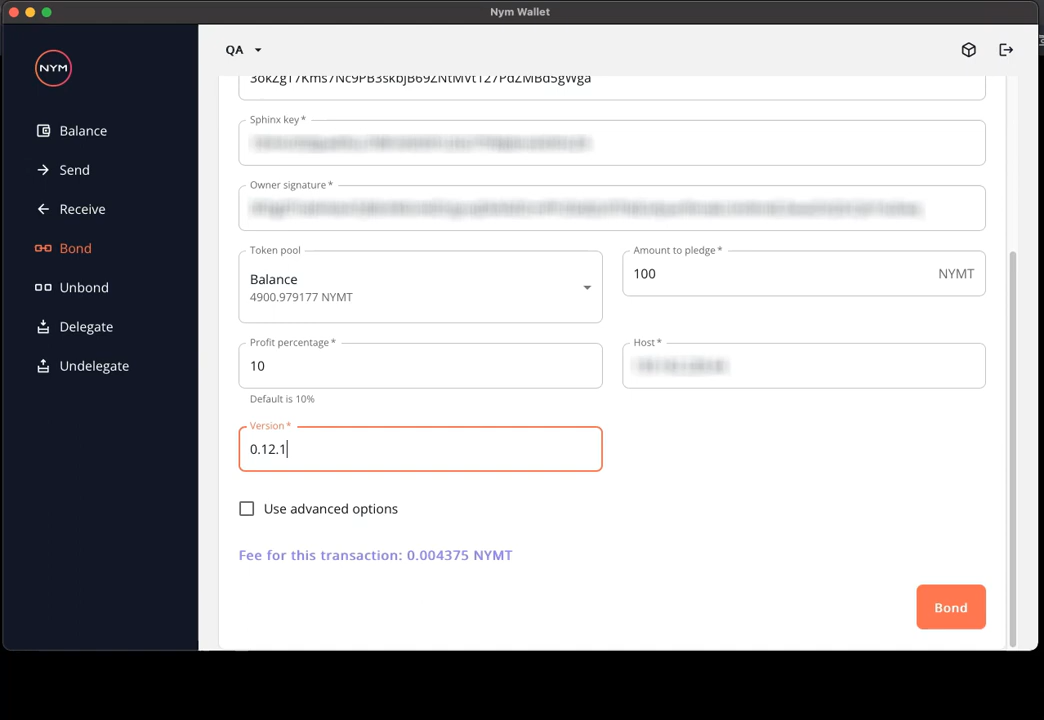 Nym Wallet
NYM
QA
Balance
Send
Receive
Bond
Unbond
Delegate
Undelegate
Sphinx key *
Owner signature *
Token pool
Balance
4900.979177 NYMT
Amount to pledge *
100
NYMT
Profit percentage *
10
Default is 10%
Host *
Version *
0.12.1
Use advanced options
Fee for this transaction: 0.004375 NYMT
Bond